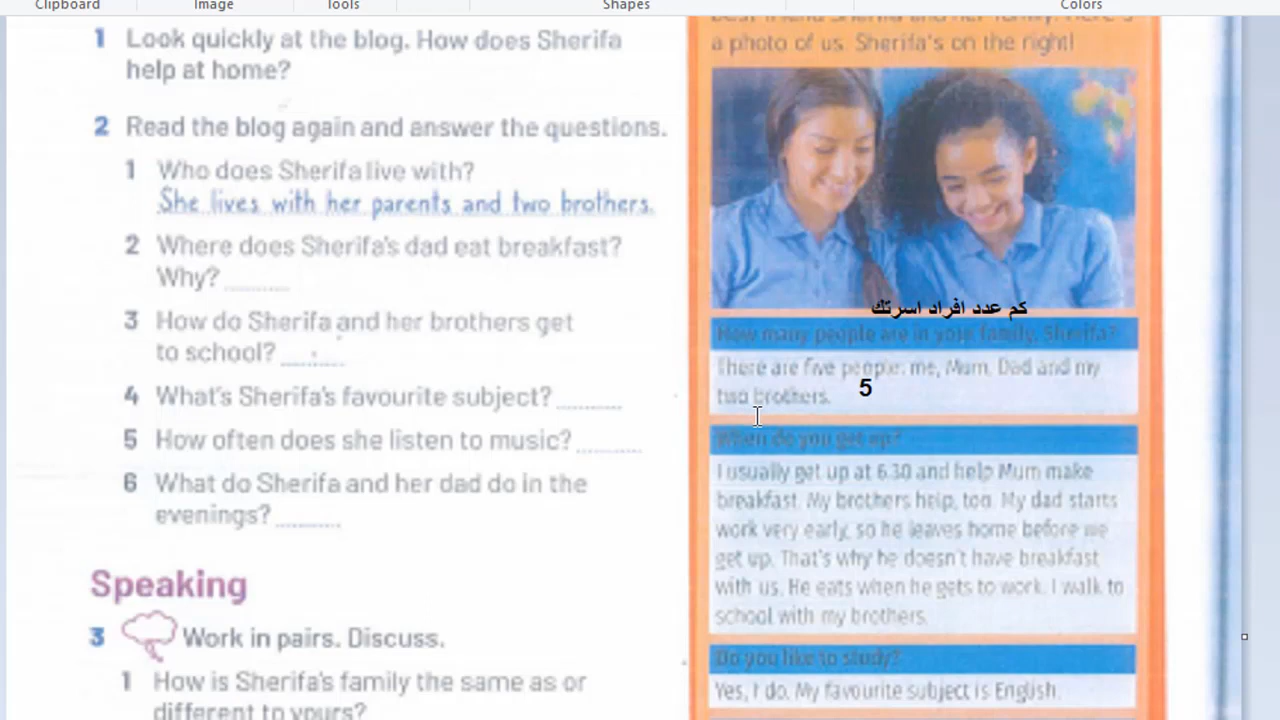 Clipboard
Image
Tools
Shapes
Colors
1 Look quickly at the blog. How does Sherifa
help at home?
2 Read the blog again and answer the questions.
1 Who does Sherifa live with?
She lives with her parents and two brothers.
2 Where does Sherifa's dad eat breakfast?
Why?
3 How do Sherifa and her brothers get
to school?
4 What's Sherifa's favourite subject?
5 How often does she listen to music?
6 What do Sherifa and her dad do in the
evenings?
Speaking
3 Work in pairs. Discuss.
1 How is Sherifa's family the same as or
different to yours?
best friend Sherifa and her family. Here's
a photo of us. Sherifa's on the right!
كم عدد افراد اسرتك
How many people are in your family, Sherifa?
There are five people: me, Mum, Dad and my
two brothers.
5
When do you get up?
I usually get up at 6.30 and help Mum make
breakfast. My brothers help, too. My dad starts
work very early, so he leaves home before we
get up. That's why he doesn't have breakfast
with us. He eats when he gets to work. I walk to
school with my brothers.
Do you like to study?
Yes, I do. My favourite subject is English.